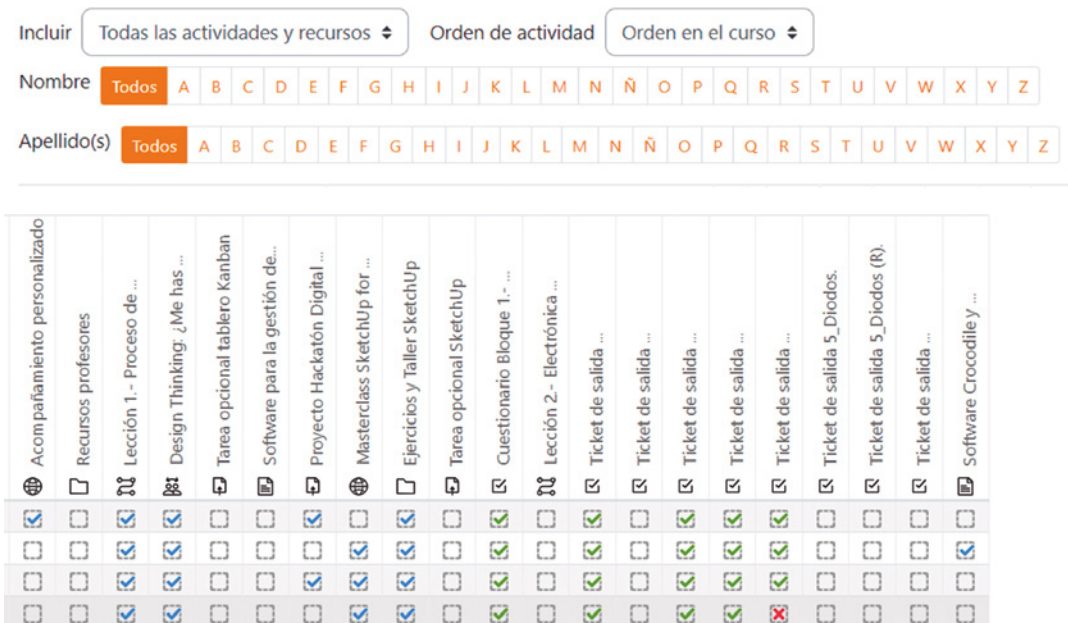 Incluir Todas las actividades y recursos Orden de actividad Orden en el curso
Nombre Todos A B C D E F G H I J K L M N Ñ O P Q R S T U V W X Y Z
Apellido(s) Todos A B C D E F G H I J K L M N Ñ O P Q R S T U V W X Y Z
Acompañamiento personalizado
Recursos profesores
Lección 1.- Proceso de ...
Design Thinking: ¿Me has ...
Tarea opcional tablero Kanban
Software para la gestión de...
Proyecto Hackatón Digital ...
Masterclass SketchUp for ...
Ejercicios y Taller SketchUp
Tarea opcional SketchUp
Cuestionario Bloque 1.- ...
Lección 2.- Electrónica ...
Ticket de salida ...
Ticket de salida ...
Ticket de salida ...
Ticket de salida ...
Ticket de salida ...
Ticket de salida 5_Diodos.
Ticket de salida 5_Diodos (R).
Ticket de salida ...
Software Crocodile y ...